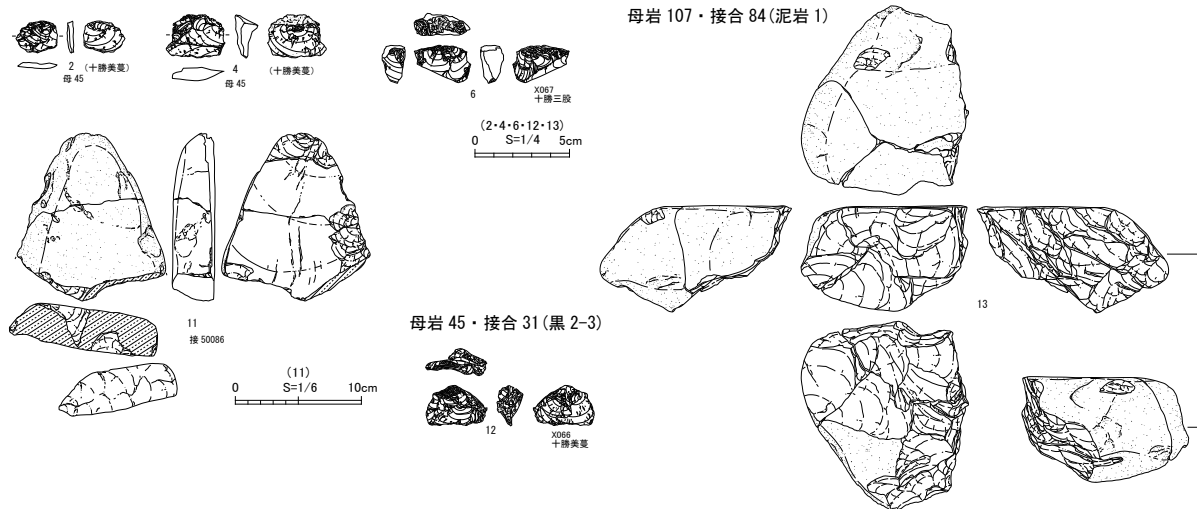 母岩 107・接合 84(泥岩 1)
2 (十勝美蔓)
母 45
4 (十勝美蔓)
母 45
6 X067
十勝三股
(2・4・6・12・13)
S=1/4
0 5cm
11
接 50086
(11)
S=1/6
0 10cm
母岩 45・接合 31(黒 2-3)
12 X066
十勝美蔓
13